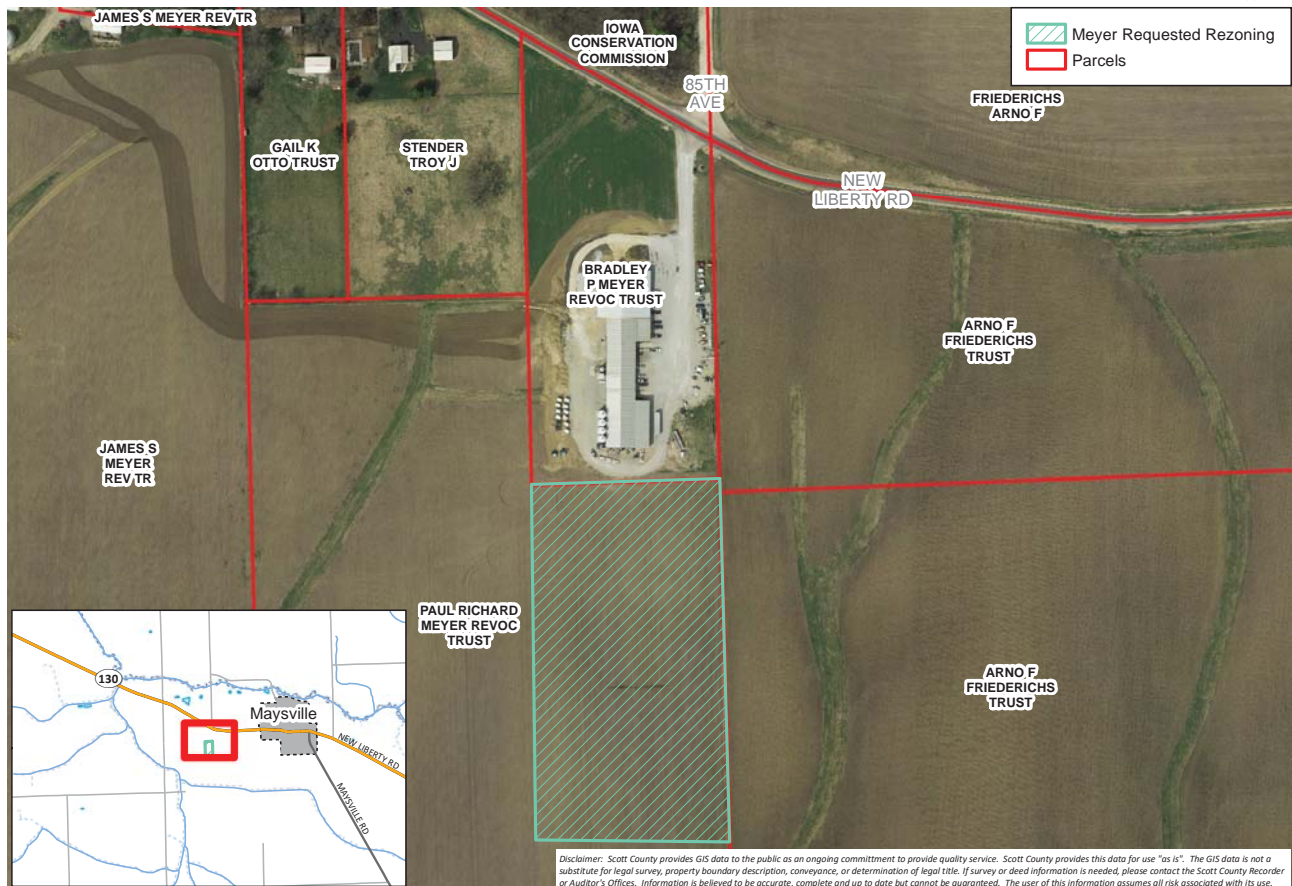 JAMES S MEYER REV TR
IOWA
CONSERVATION
COMMISSION
Meyer Requested Rezoning
Parcels
85TH
AVE
FRIEDERICHS
ARNO F
GAIL K
OTTO TRUST
STENDER
TROY J
NEW
LIBERTY RD
BRADLEY
P MEYER
REVOC TRUST
ARNO F
FRIEDERICHS
TRUST
JAMES S
MEYER
REV TR
PAUL RICHARD
MEYER REVOC
TRUST
ARNO F
FRIEDERICHS
TRUST
130
Maysville
NEW LIBERTY RD
MAYSVILLE RD
Disclaimer: Scott County provides GIS data to the public as an ongoing committment to provide quality service. Scott County provides this data for use "as is". The GIS data is not a
substitute for legal survey, property boundary description, conveyance, or determination of legal title. If survey or deed information is needed, please contact the Scott County Recorder
or Auditor's Offices. Information is believed to be accurate, complete and up to date but cannot be guaranteed. The user of this information assumes all risk associated with its use.